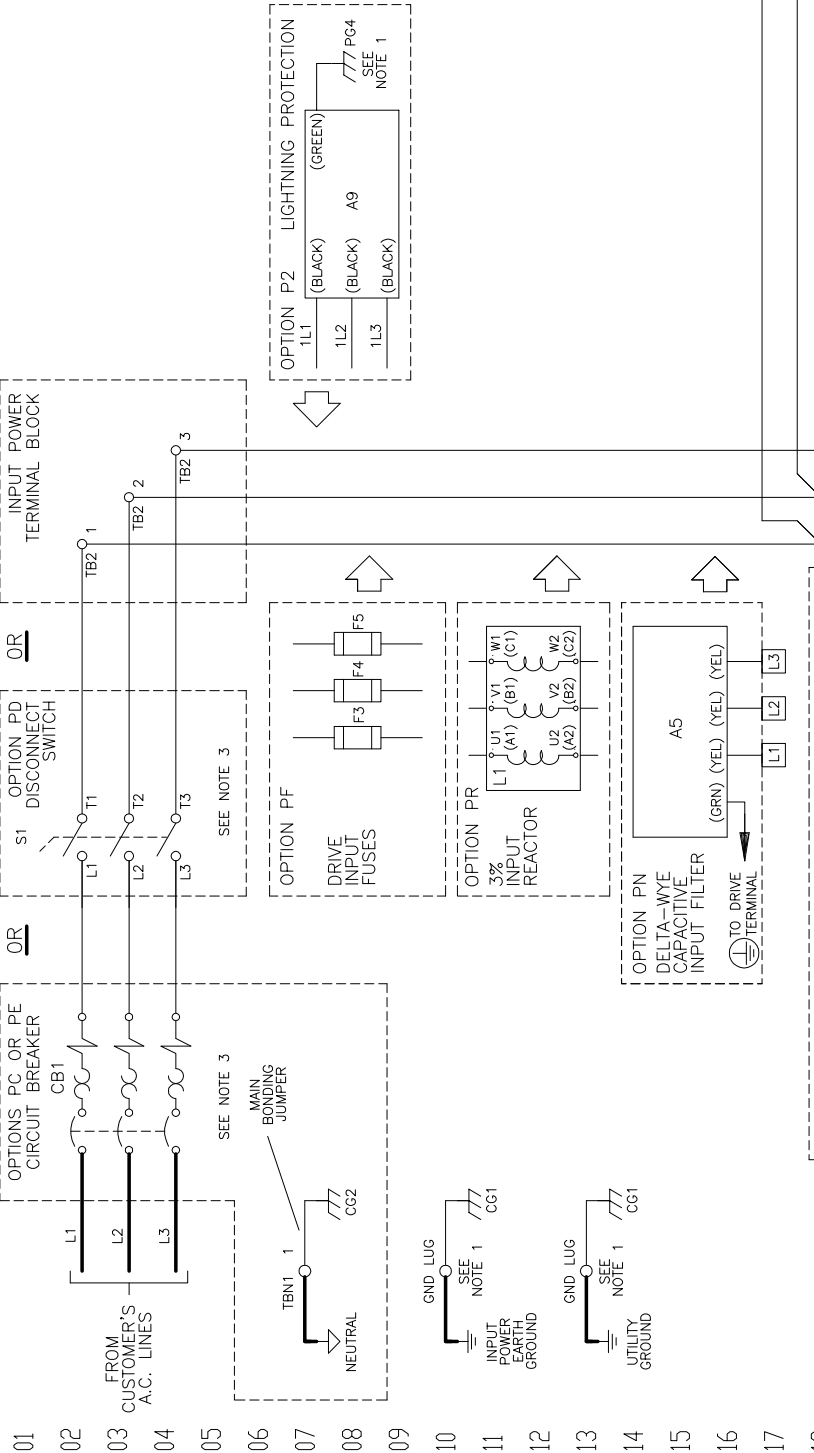 01
02
03
04
05
06
07
08
09
10
11
12
13
14
15
16
17
FROM
CUSTOMER'S
A.C. LINES
L1
L2
L3
OPTIONS PC OR PE
CIRCUIT BREAKER
CB1
SEE NOTE 3
MAIN
BONDING
JUMPER
TBN1
1
NEUTRAL
CG2
GND LUG
SEE
NOTE 1
CG1
INPUT
POWER
EARTH
GROUND
GND LUG
SEE
NOTE 1
CG1
UTILITY
GROUND
OR
OPTION PD
DISCONNECT
SWITCH
S1
L1
T1
L2
T2
L3
T3
SEE NOTE 3
OR
INPUT POWER
TERMINAL BLOCK
TB2
1
TB2
2
TB2
3
OPTION P2
LIGHTNING PROTECTION
1L1
(BLACK)
(GREEN)
1L2
(BLACK)
A9
1L3
(BLACK)
PG4
SEE
NOTE 1
OPTION PF
DRIVE
INPUT
FUSES
F3
F4
F5
OPTION PR
3%
INPUT
REACTOR
L1
U1
(A1)
V1
(B1)
W1
(C1)
U2
(A2)
V2
(B2)
W2
(C2)
OPTION PN
DELTA-WYE
CAPACITIVE
INPUT FILTER
A5
(GRN)
(YEL)
(YEL)
(YEL)
TO DRIVE
TERMINAL
L1
L2
L3